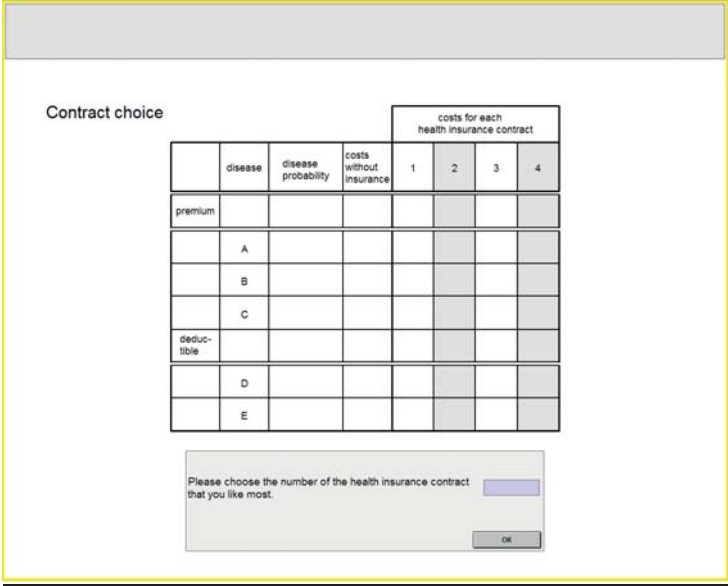 Contract choice
costs for each
health insurance contract
disease
disease
probability
costs
without
insurance
1
2
3
4
premium
A
B
C
deduc-
tible
D
E
Please choose the number of the health insurance contract
that you like most.
OK